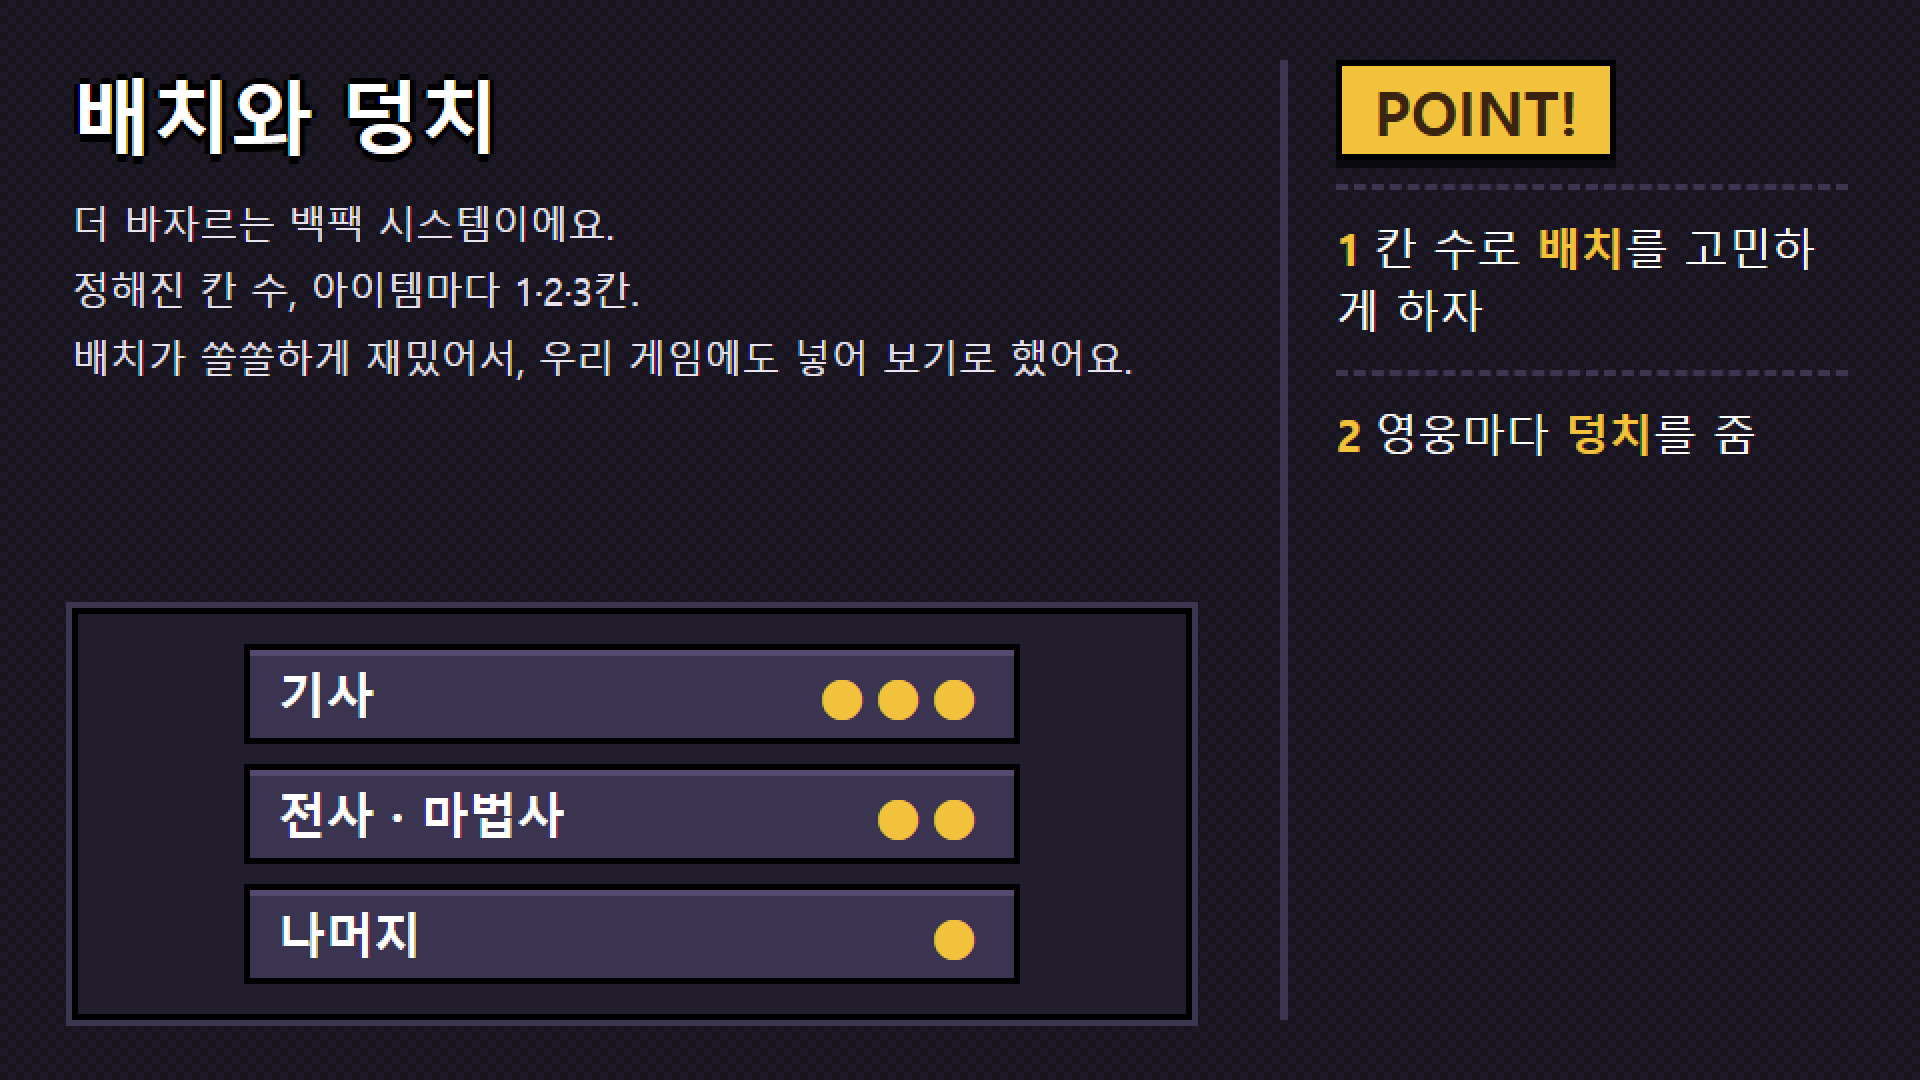 배치와 덩치
더 바자르는 백팩 시스템이에요.
정해진 칸 수, 아이템마다 1·2·3칸.
배치가 쏠쏠하게 재밌어서, 우리 게임에도 넣어 보기로 했어요.
기사
전사 · 마법사
나머지
POINT!
1 칸 수로 배치를 고민하
게 하자
2 영웅마다 덩치를 줌